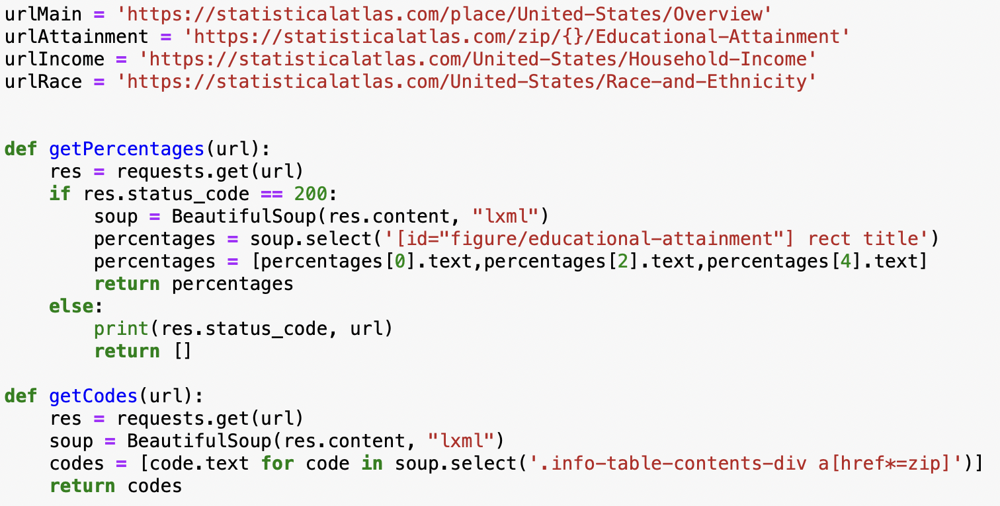 urlMain = 'https://statisticalatlas.com/place/United-States/Overview'
urlAttainment = 'https://statisticalatlas.com/zip/{}/Educational-Attainment'
urlIncome = 'https://statisticalatlas.com/United-States/Household-Income'
urlRace = 'https://statisticalatlas.com/United-States/Race-and-Ethnicity'
def getPercentages(url):
    res = requests.get(url)
    if res.status_code == 200:
        soup = BeautifulSoup(res.content, "lxml")
        percentages = soup.select('[id="figure/educational-attainment"] rect title')
        percentages = [percentages[0].text,percentages[2].text,percentages[4].text]
        return percentages
    else:
        print(res.status_code, url)
        return []
def getCodes(url):
    res = requests.get(url)
    soup = BeautifulSoup(res.content, "lxml")
    codes = [code.text for code in soup.select('.info-table-contents-div a[href*=zip]')]
    return codes